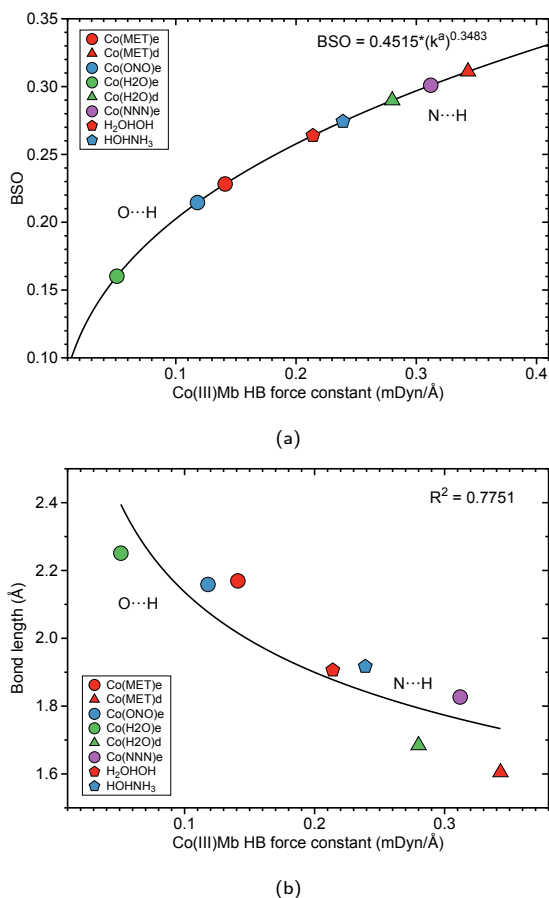 BSO = 0.4515*(kᵃ)⁰·³⁴⁸³
Co(MET)e
Co(MET)d
Co(ONO)e
Co(H2O)e
Co(H2O)d
Co(NNN)e
H₂OHOH
HOHNH₃
N···H
O···H
BSO
0.35
0.30
0.25
0.20
0.15
0.10
0.1 0.2 0.3 0.4
Co(III)Mb HB force constant (mDyn/Å)
(a)
R² = 0.7751
O···H
N···H
Bond length (Å)
2.4
2.2
2.0
1.8
1.6
Co(MET)e
Co(MET)d
Co(ONO)e
Co(H2O)e
Co(H2O)d
Co(NNN)e
H₂OHOH
HOHNH₃
0.1 0.2 0.3
Co(III)Mb HB force constant (mDyn/Å)
(b)